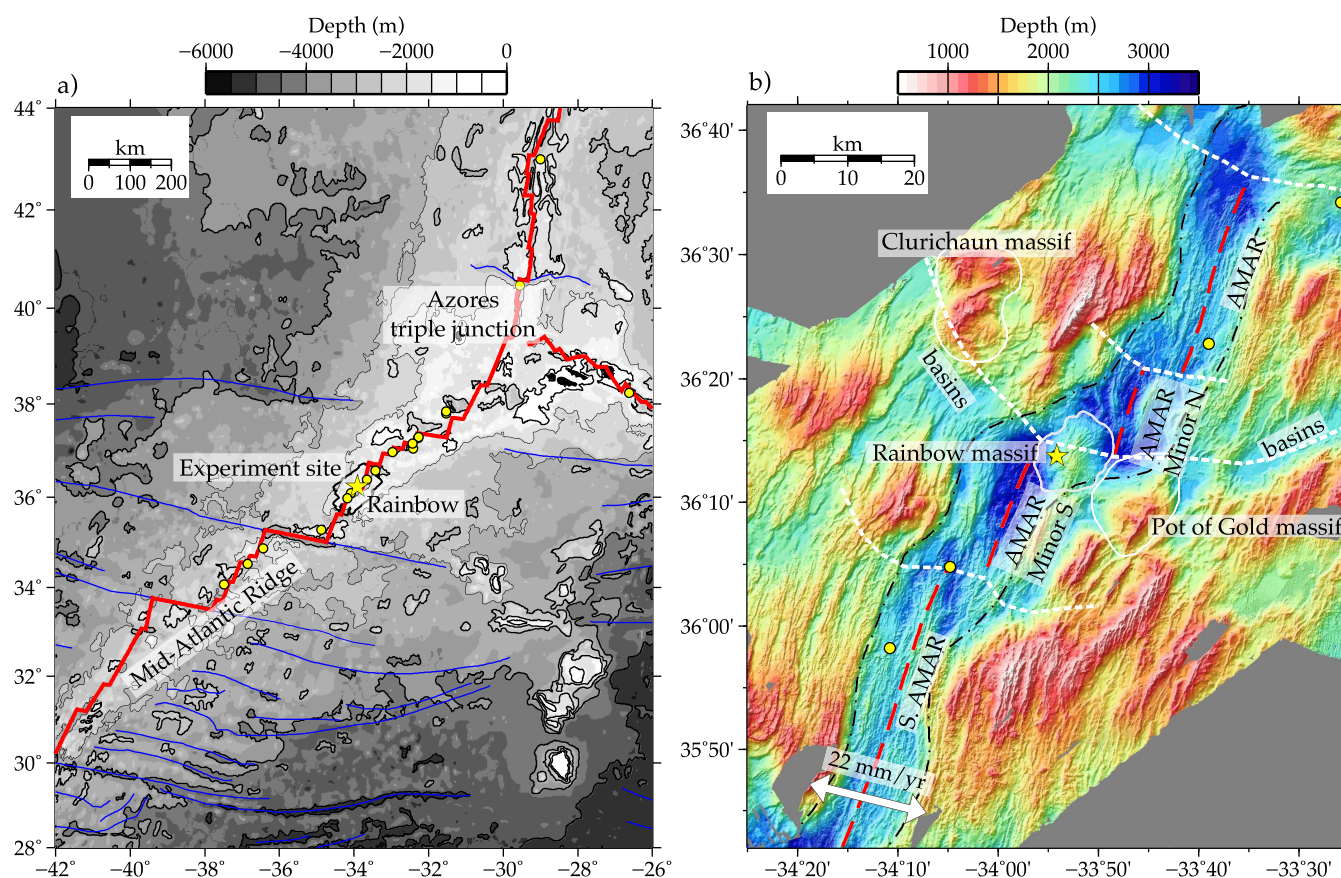 Depth (m)
−6000 −4000 −2000 0
a)
44°
42°
40°
38°
36°
34°
32°
30°
28°
km
0 100 200
Azores
triple junction
Experiment site
Rainbow
Mid-Atlantic Ridge
−42 −40 −38 −36 −34 −32 −30 −28 −26
Depth (m)
1000 2000 3000
b)
36°40'
36°30'
36°20'
36°10'
36°00'
35°50'
km
0 10 20
Clurichaun massif
AMAR
basins
AMAR
Minor N
basins
Rainbow massif
AMAR
Minor S
Pot of Gold massif
S. AMAR
22 mm/yr
−34°20' −34°10' −34°00' −33°50' −33°40' −33°30'